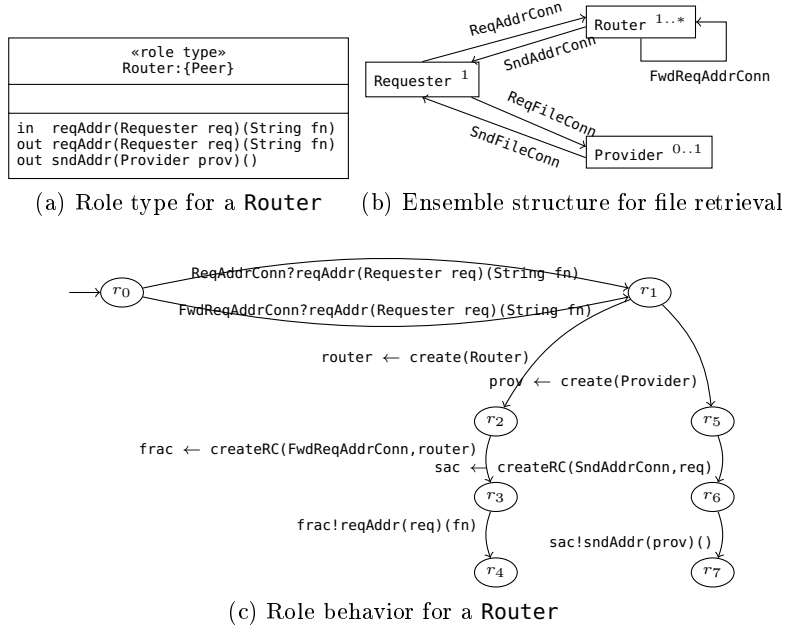 «role type»
Router:{Peer}
in reqAddr(Requester req)(String fn)
out reqAddr(Requester req)(String fn)
out sndAddr(Provider prov)()
(a) Role type for a Router
ReqAddrConn
Router 1..*
SndAddrConn
FwdReqAddrConn
Requester 1
ReqFileConn
SndFileConn
Provider 0..1
(b) Ensemble structure for file retrieval
ReqAddrConn?reqAddr(Requester req)(String fn)
r0
r1
FwdReqAddrConn?reqAddr(Requester req)(String fn)
router ← create(Router)
prov ← create(Provider)
r2
r5
frac ← createRC(FwdReqAddrConn,router)
sac ← createRC(SndAddrConn,req)
r3
r6
frac!reqAddr(req)(fn)
sac!sndAddr(prov)()
r4
r7
(c) Role behavior for a Router